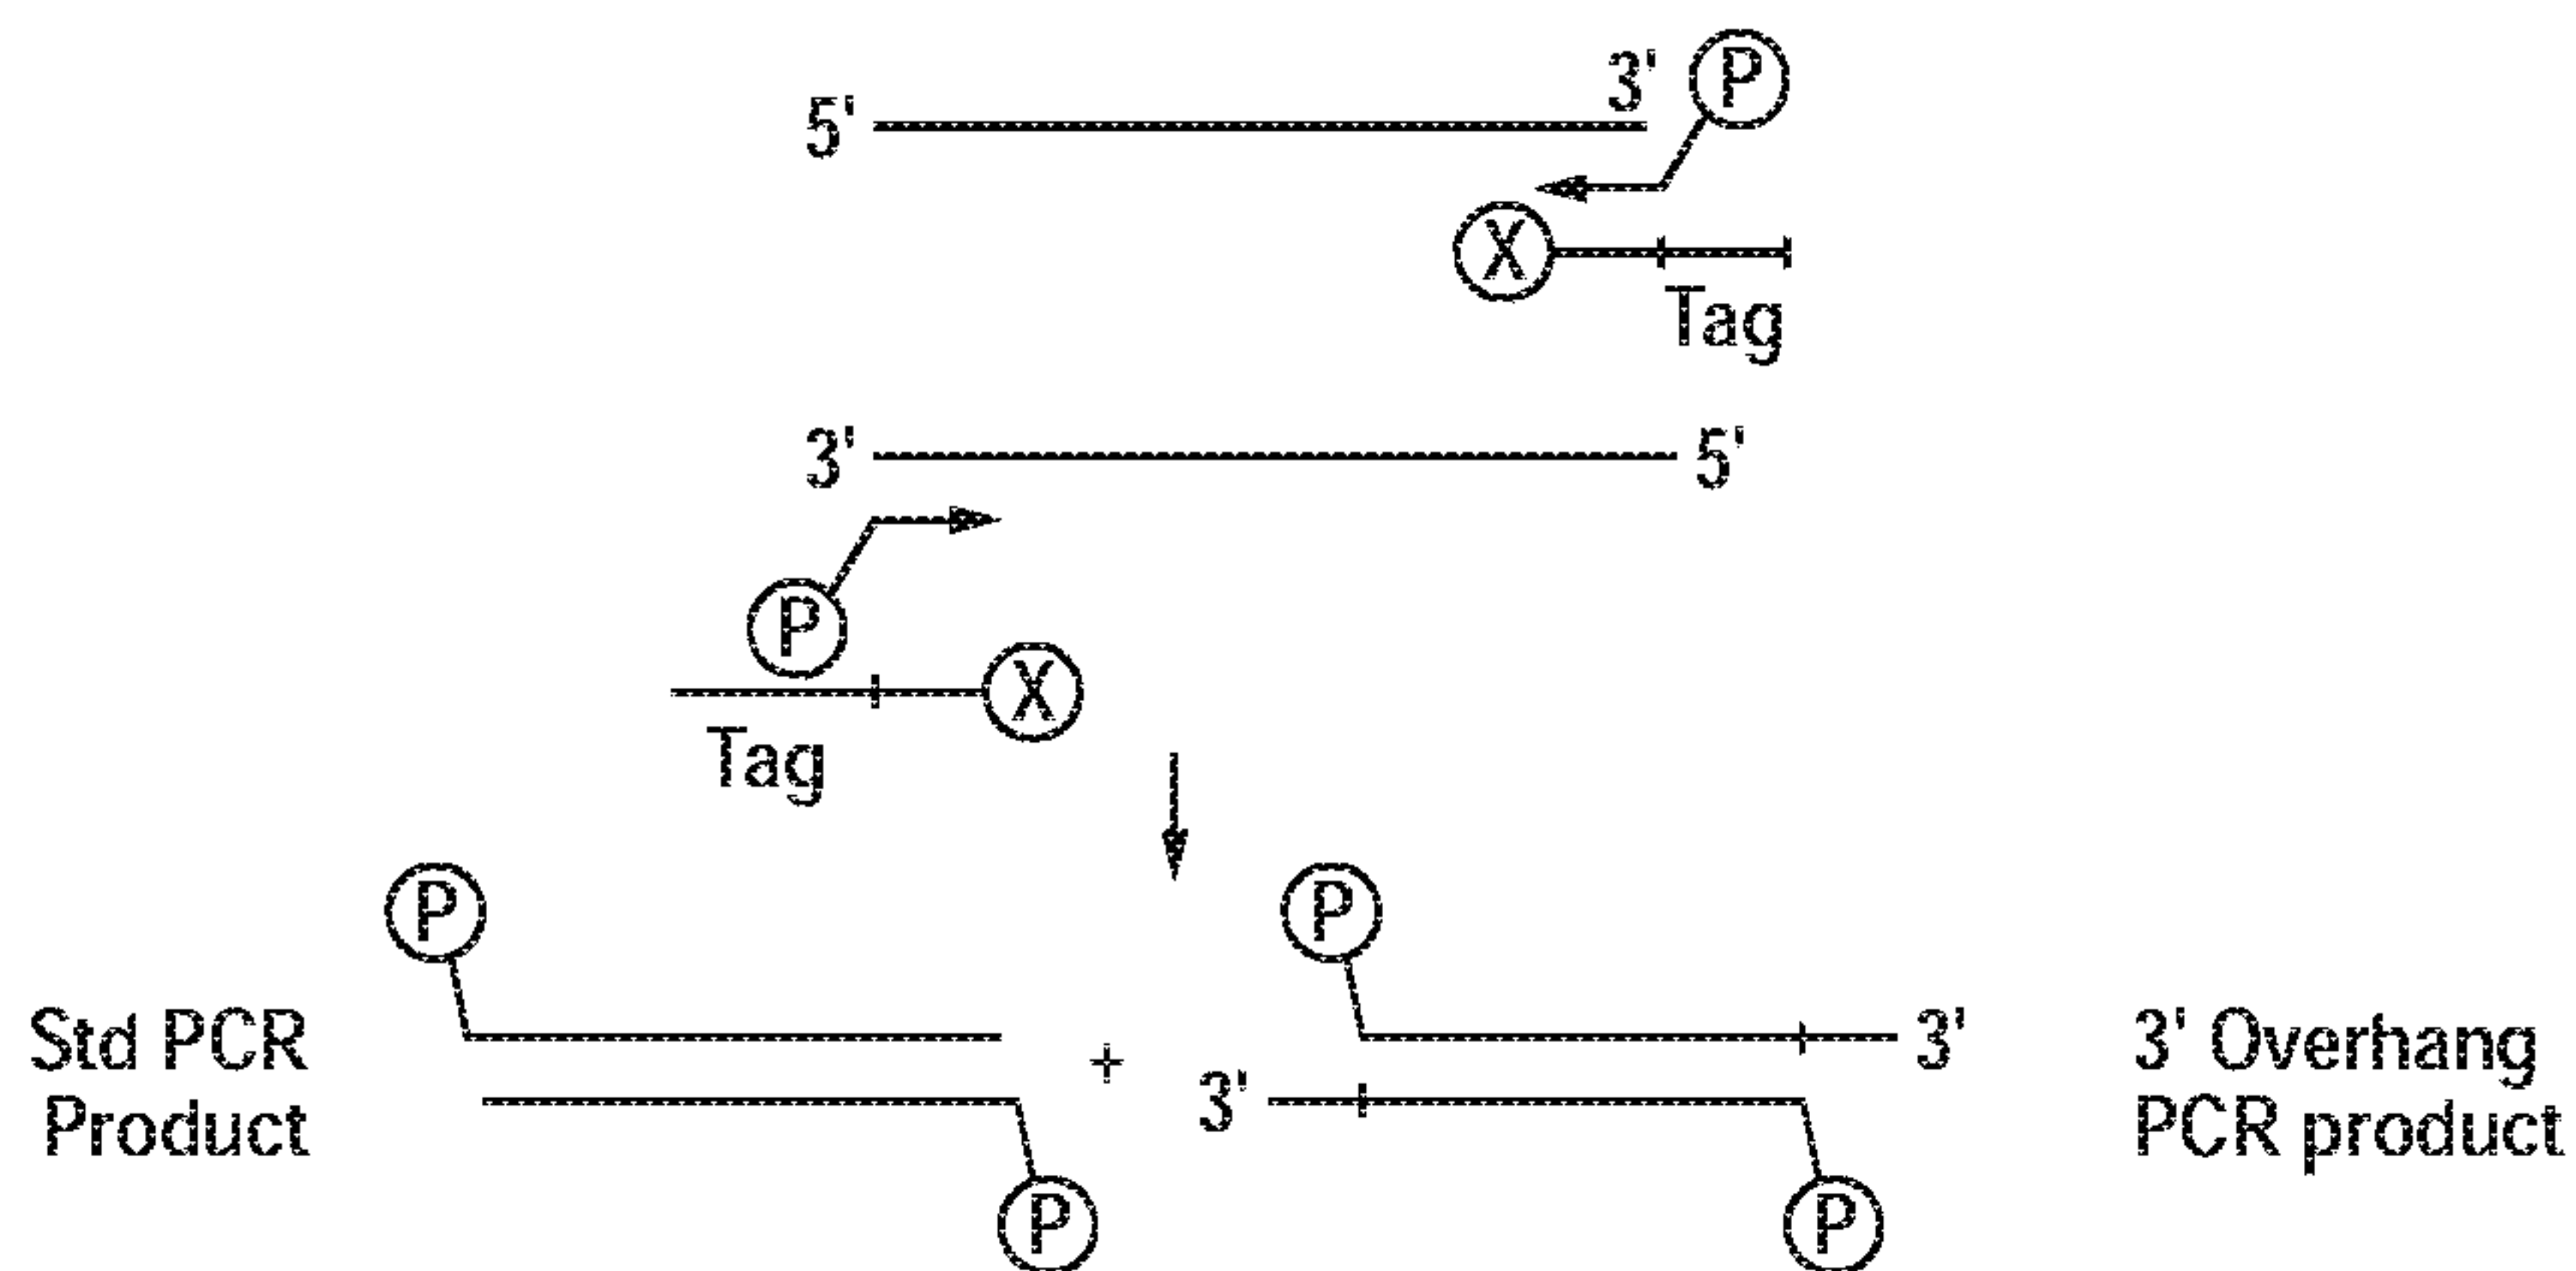 3' P
5'
X
Tag
3' 5'
P
X
Tag
P P
Std PCR
Product
+
3'
3'
3' Overhang
PCR product
P P